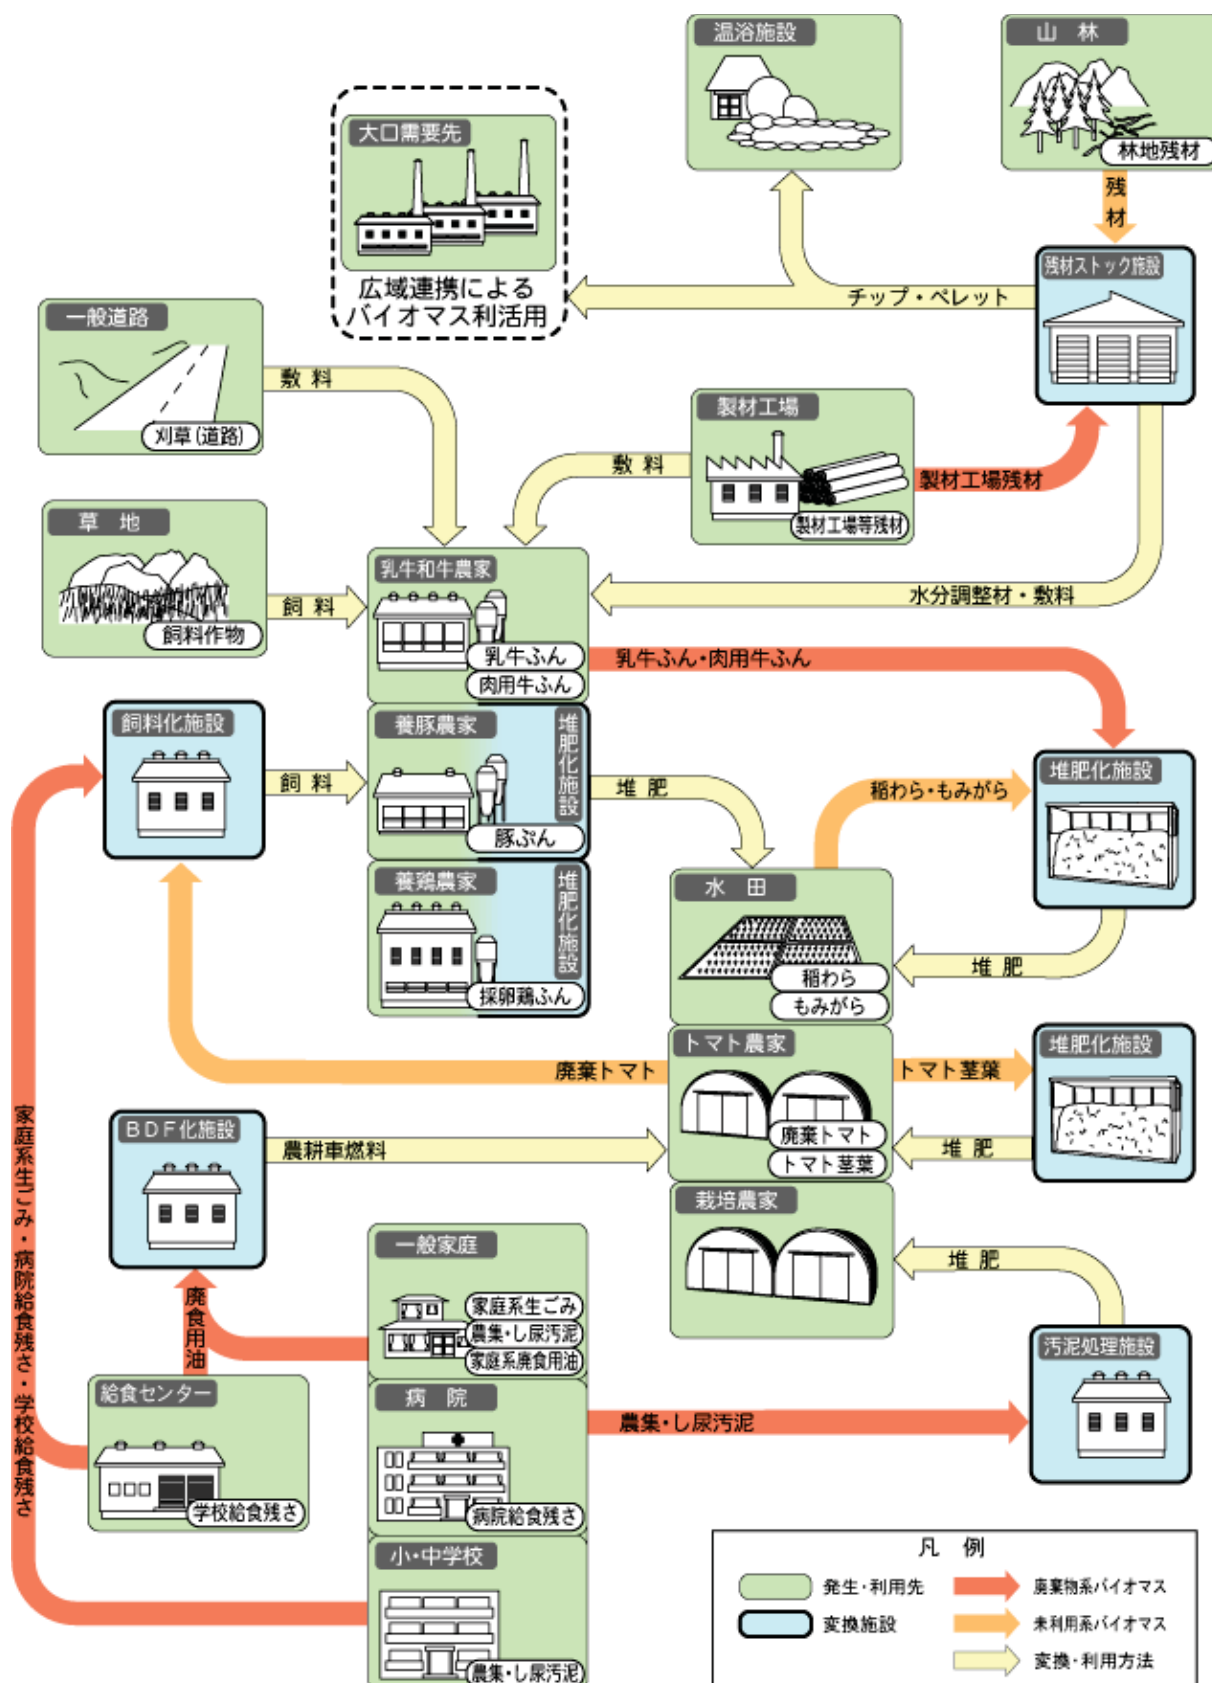 温浴施設
山 林
林地残材
大口需要先
広域連携による
バイオマス利活用
残材
残材ストック施設
チップ・ペレット
一般道路
刈草(道路)
敷 料
製材工場
製材工場等残材
敷 料
製材工場残材
草 地
飼料作物
飼 料
乳牛和牛農家
乳牛ふん
肉用牛ふん
水分調整材・敷料
乳牛ふん・肉用牛ふん
飼料化施設
飼 料
養豚農家
堆肥化施設
豚ぷん
堆 肥
稲わら・もみがら
堆肥化施設
養鶏農家
堆肥化施設
採卵鶏ふん
水 田
稲わら
もみがら
堆 肥
廃棄トマト
トマト農家
廃棄トマト
トマト茎葉
トマト茎葉
堆肥化施設
堆 肥
BDF化施設
農耕車燃料
栽培農家
堆 肥
家庭系生ごみ・病院給食残さ・学校給食残さ
廃食用油
一般家庭
家庭系生ごみ
農集・し尿汚泥
家庭系廃食用油
汚泥処理施設
給食センター
学校給食残さ
病 院
病院給食残さ
農集・し尿汚泥
小・中学校
農集・し尿汚泥
凡 例
発生・利用先
廃棄物系バイオマス
変換施設
未利用系バイオマス
変換・利用方法